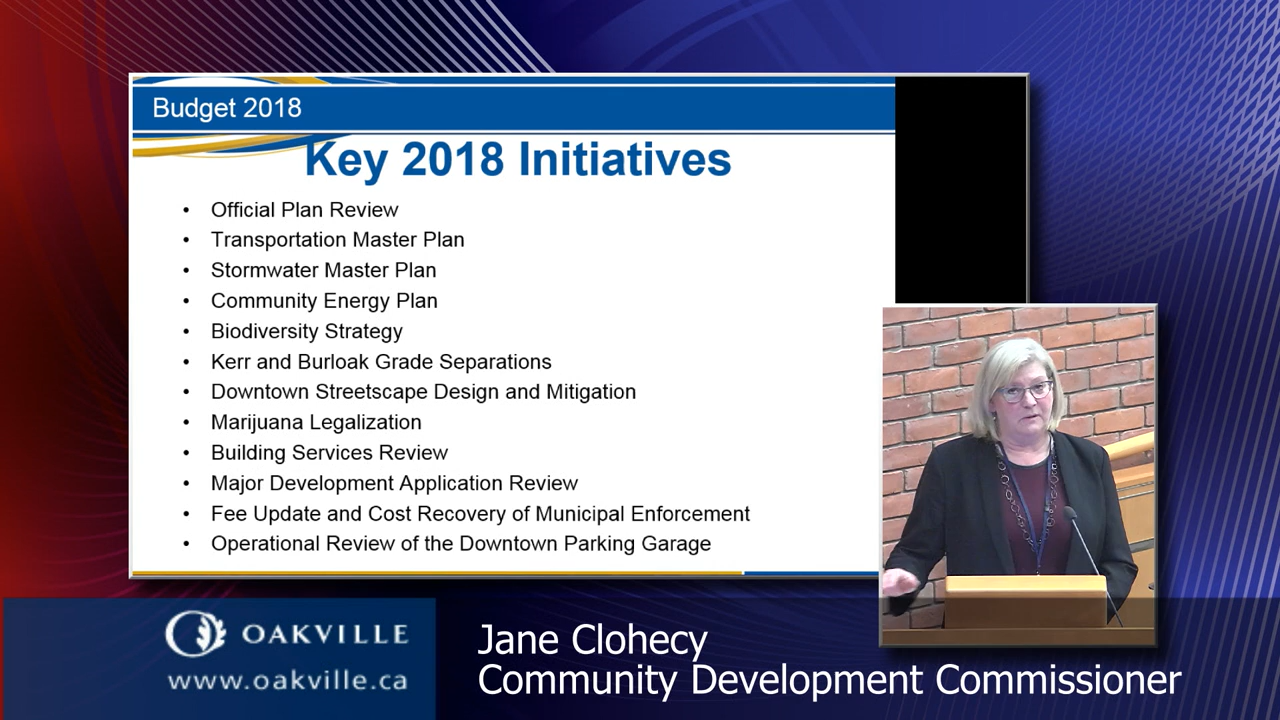 Budget 2018
Key 2018 Initiatives
• Official Plan Review
• Transportation Master Plan
• Stormwater Master Plan
• Community Energy Plan
• Biodiversity Strategy
• Kerr and Burloak Grade Separations
• Downtown Streetscape Design and Mitigation
• Marijuana Legalization
• Building Services Review
• Major Development Application Review
• Fee Update and Cost Recovery of Municipal Enforcement
• Operational Review of the Downtown Parking Garage
OAKVILLE
www.oakville.ca
Jane Clohecy
Community Development Commissioner